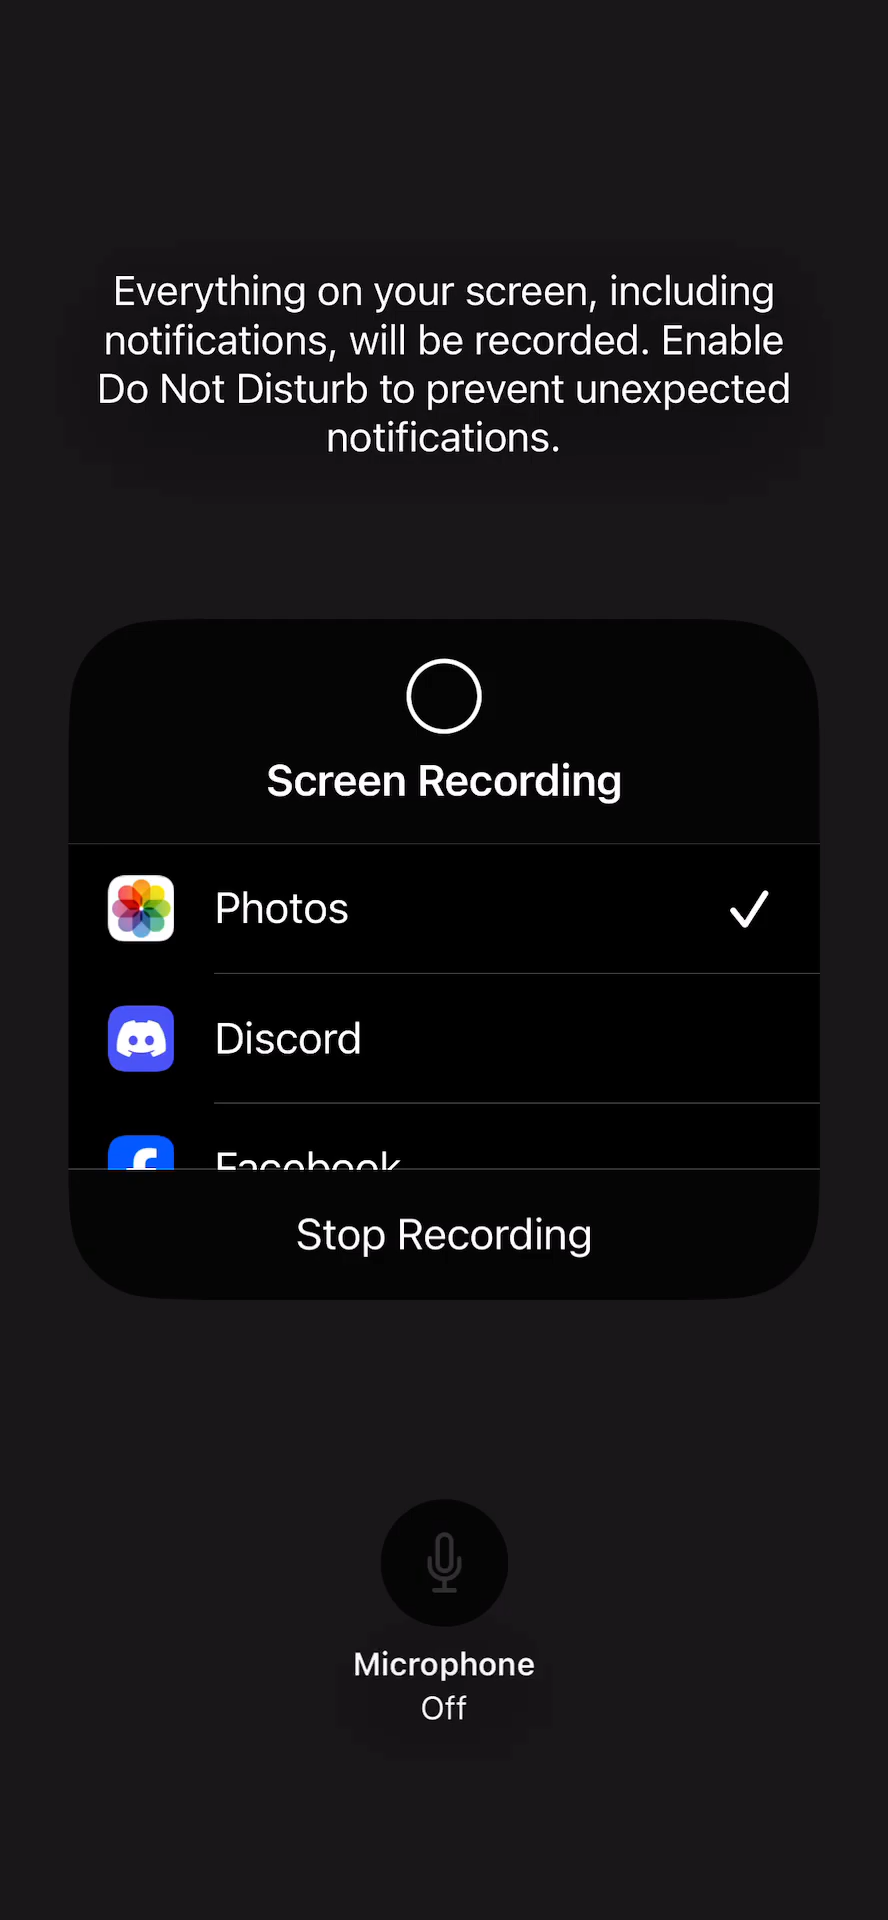 Everything on your screen, including
notifications, will be recorded. Enable
Do Not Disturb to prevent unexpected
notifications.
Screen Recording
Photos
Discord
Facebook
Stop Recording
Microphone
Off